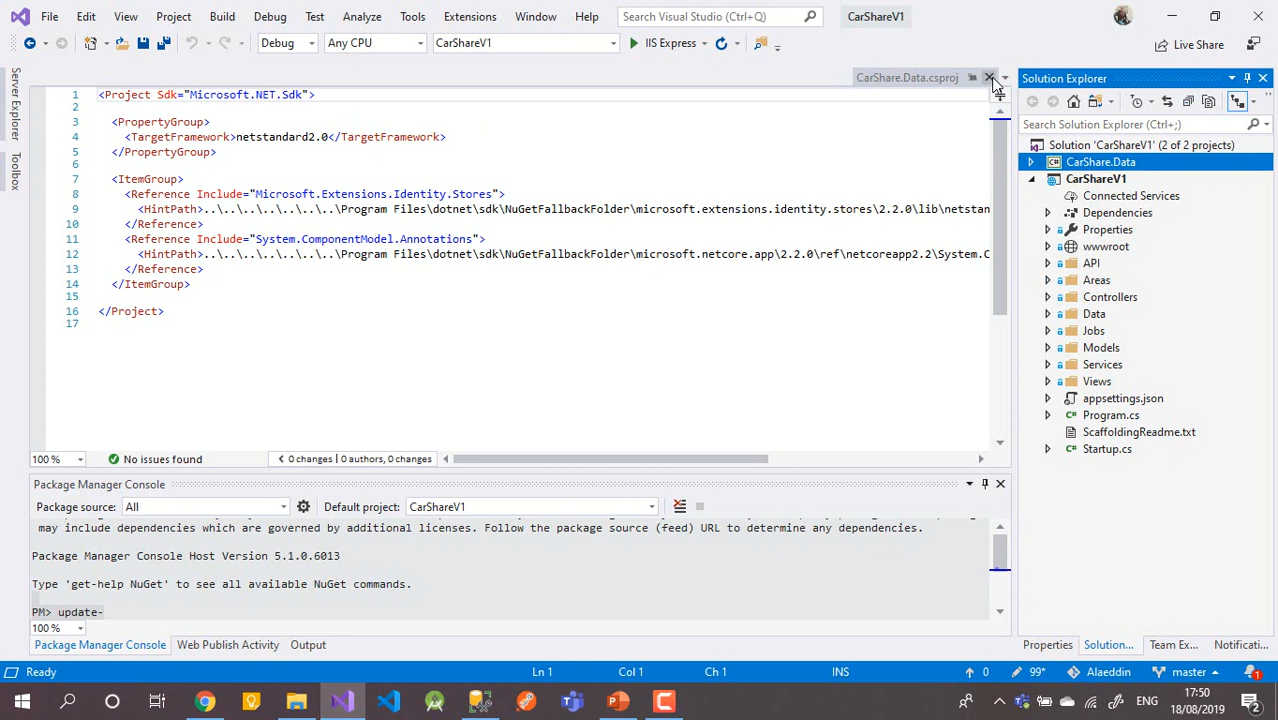 File Edit View Project Build Debug Test Analyze Tools Extensions Window Help Search Visual Studio (Ctrl+Q) CarShareV1
Debug Any CPU CarShareV1 IIS Express Live Share
Server Explorer
Toolbox
CarShare.Data.csproj
1 <Project Sdk="Microsoft.NET.Sdk">
2
3 <PropertyGroup>
4 <TargetFramework>netstandard2.0</TargetFramework>
5 </PropertyGroup>
6
7 <ItemGroup>
8 <Reference Include="Microsoft.Extensions.Identity.Stores">
9 <HintPath>..\..\..\..\..\..\Program Files\dotnet\sdk\NuGetFallbackFolder\microsoft.extensions.identity.stores\2.2.0\lib\netstan
10 </Reference>
11 <Reference Include="System.ComponentModel.Annotations">
12 <HintPath>..\..\..\..\..\..\Program Files\dotnet\sdk\NuGetFallbackFolder\microsoft.netcore.app\2.2.0\ref\netcoreapp2.2\System.C
13 </Reference>
14 </ItemGroup>
15
16 </Project>
17
100 % No issues found 0 changes | 0 authors, 0 changes
Package Manager Console
Package source: All Default project: CarShareV1
may include dependencies which are governed by additional licenses. Follow the package source (feed) URL to determine any dependencies.
Package Manager Console Host Version 5.1.0.6013
Type 'get-help NuGet' to see all available NuGet commands.
PM> update-
100 %
Package Manager Console Web Publish Activity Output
Solution Explorer
Search Solution Explorer (Ctrl+;)
Solution 'CarShareV1' (2 of 2 projects)
CarShare.Data
CarShareV1
Connected Services
Dependencies
Properties
wwwroot
API
Areas
Controllers
Data
Jobs
Models
Services
Views
appsettings.json
Program.cs
ScaffoldingReadme.txt
Startup.cs
Properties Solution... Team Ex... Notificati...
Ready Ln 1 Col 1 Ch 1 INS 0 99* Alaeddin master 1
ENG 17:50 18/08/2019 2